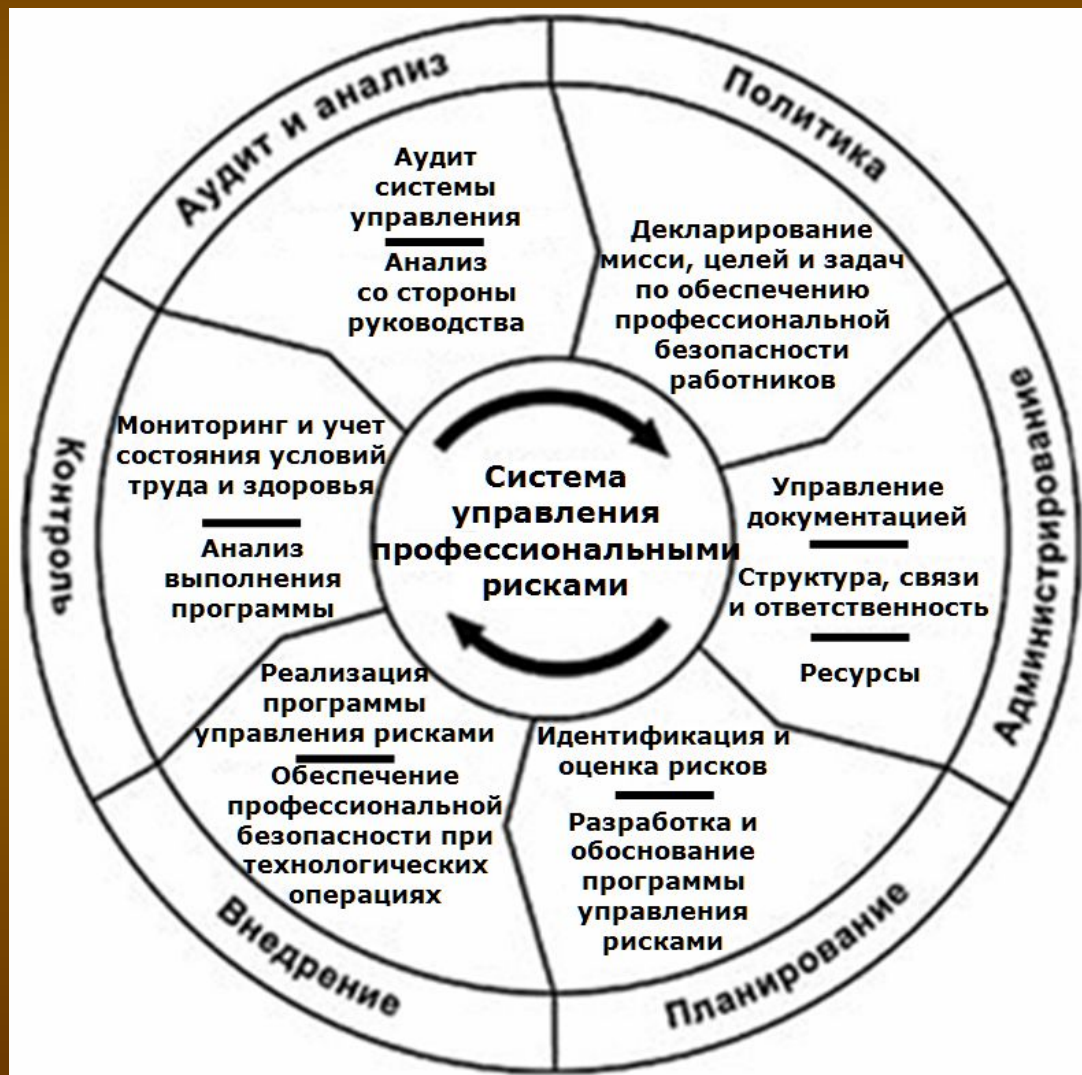 Аудит и анализ
Аудит
системы
управления
Анализ
со стороны
руководства
Политика
Декларирование
мисси, целей и задач
по обеспечению
профессиональной
безопасности
работников
Администрирование
Управление
документацией
Структура, связи
и ответственность
Ресурсы
Планирование
Идентификация и
оценка рисков
Разработка и
обоснование
программы
управления
рисками
Внедрение
Реализация
программы
управления рисками
Обеспечение
профессиональной
безопасности при
технологических
операциях
Контроль
Мониторинг и учет
состояния условий
труда и здоровья
Анализ
выполнения
программы
Система
управления
профессиональными
рисками